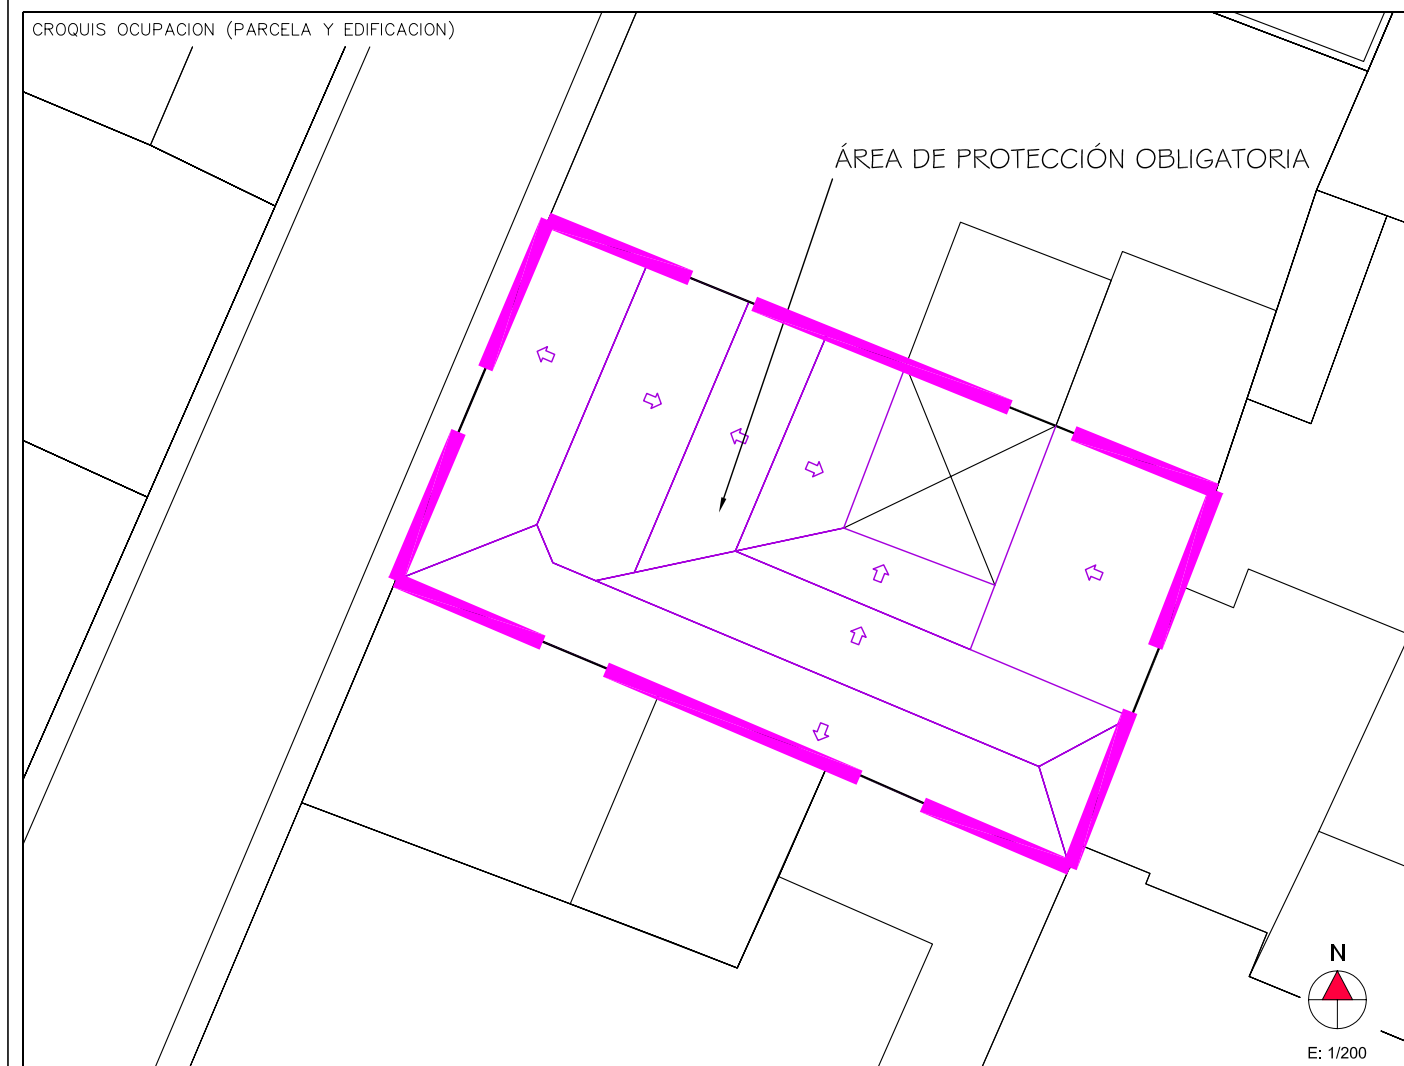 CROQUIS OCUPACION (PARCELA Y EDIFICACION)
ÁREA DE PROTECCIÓN OBLIGATORIA
N
E: 1/200